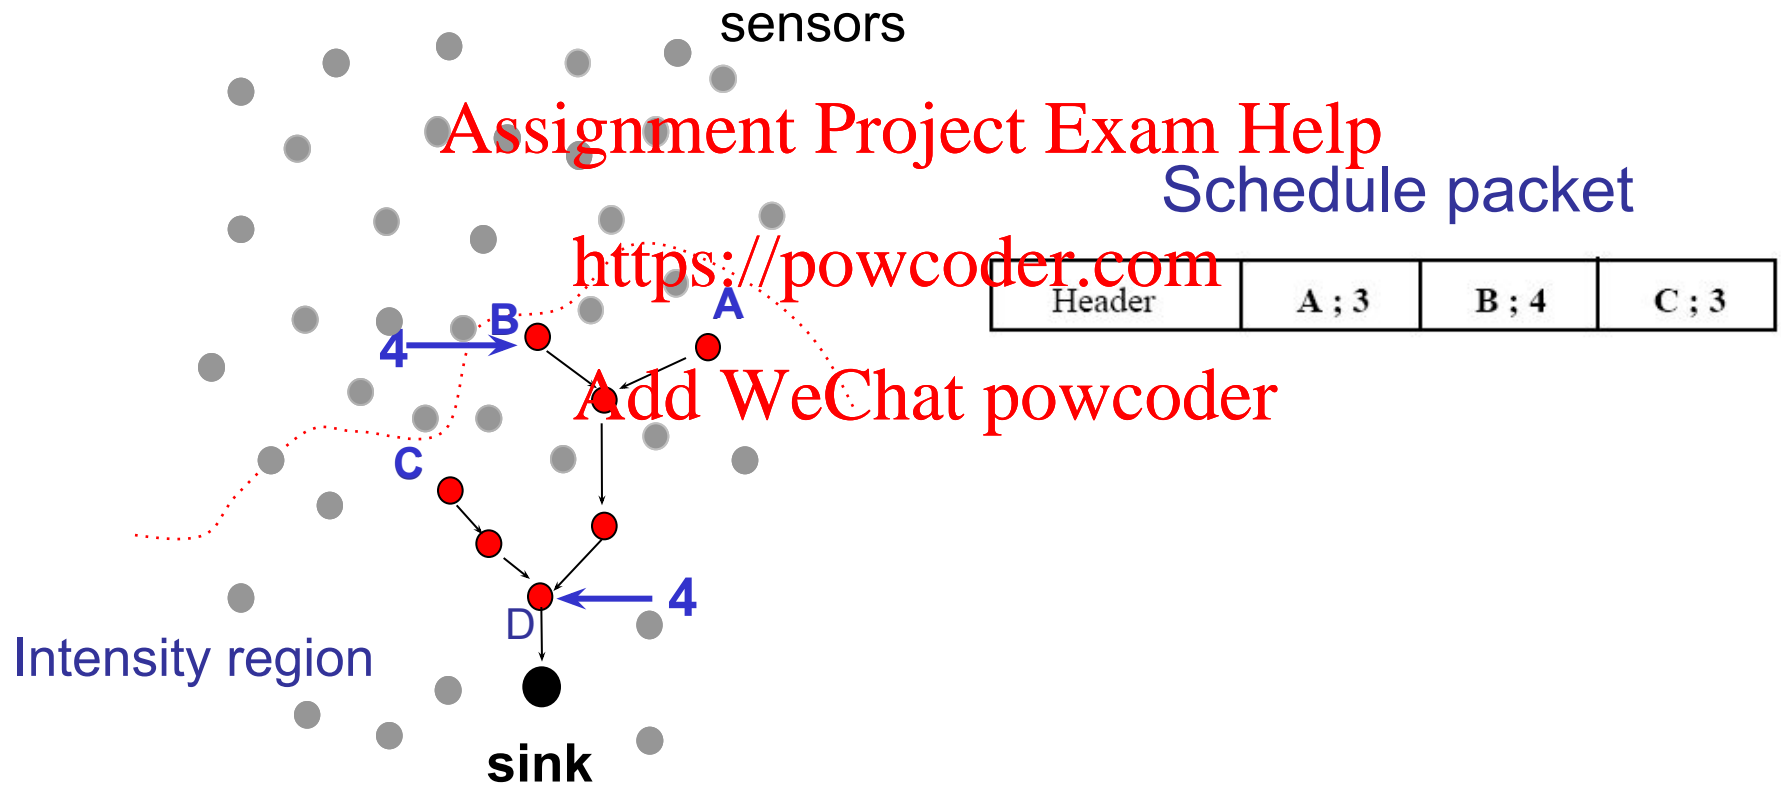 sensors
Assignment Project Exam Help
Schedule packet
https://powcoder.com
Header A ; 3 B ; 4 C ; 3
A
B
4
Add WeChat powcoder
C
4
D
Intensity region
sink